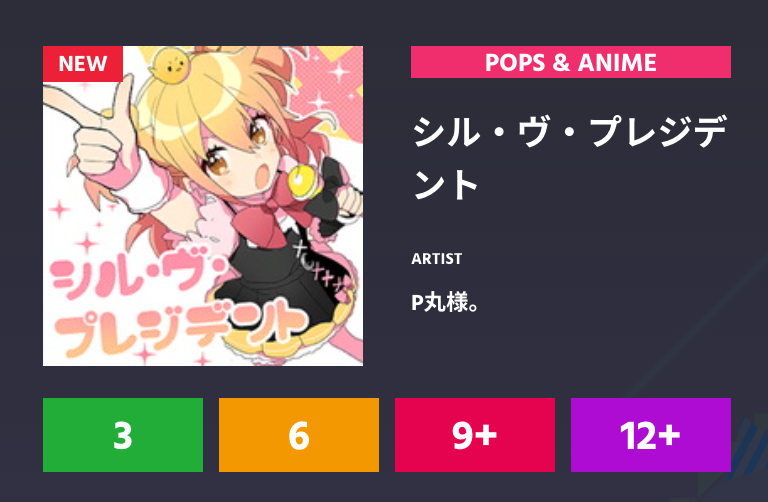 NEW
POPS & ANIME
シル・ヴ・プレジデ
ント
ARTIST
P丸様。
シル・ヴ・
プレジデント
3
6
9+
12+